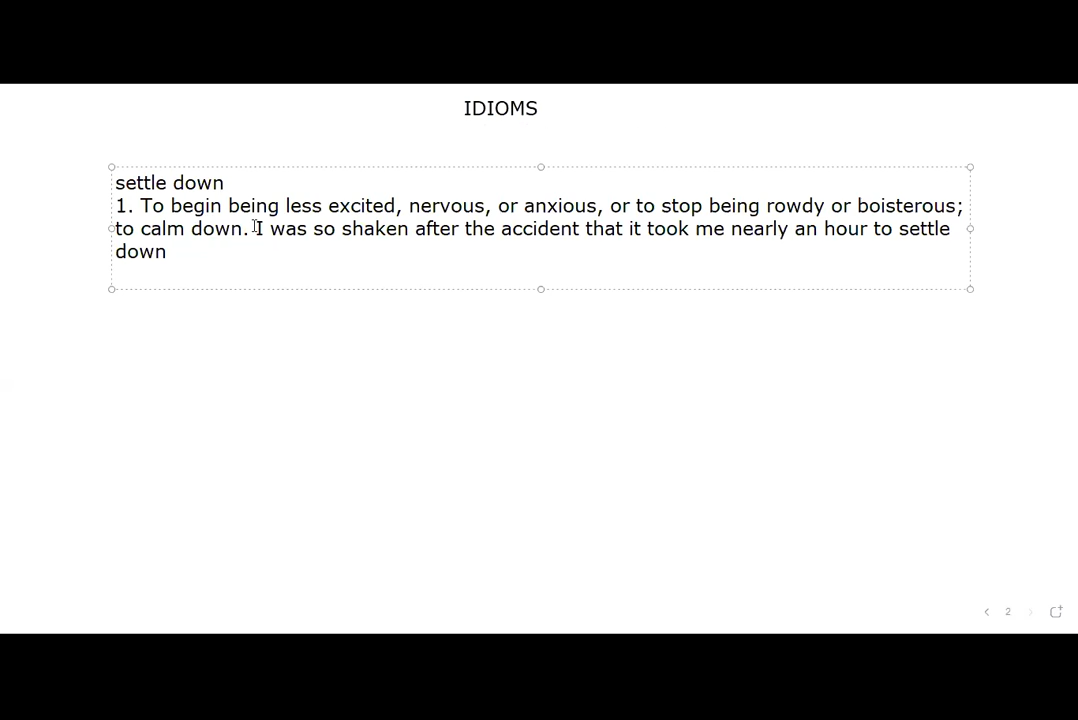 IDIOMS
settle down
1. To begin being less excited, nervous, or anxious, or to stop being rowdy or boisterous;
to calm down. I was so shaken after the accident that it took me nearly an hour to settle
down
2